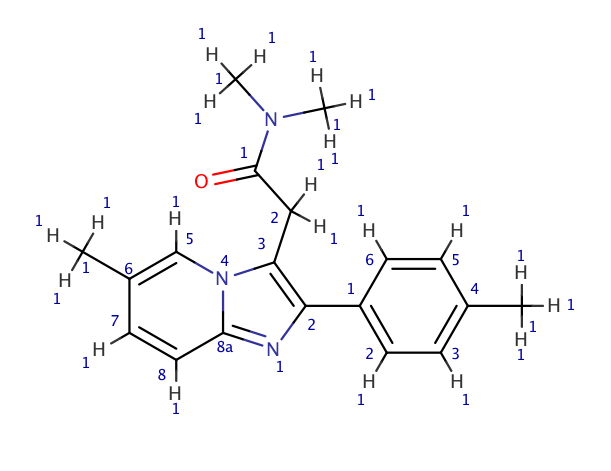 1 1
H H 1
1 H H 1
1 H H 1
N H 1
1 1
O H 1
1 1 1 1
H H 2 H 1 H H
1 H 5 3 6 5 1
H 1 6 4 N 1 4 H
1 H 1
7 2 H 1
H 8a N 2 3 H 1
1 8 1 H H 1
H 1 1
1